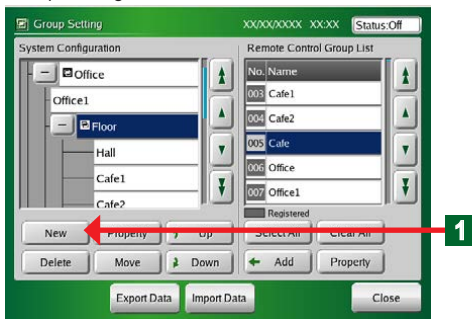 Group Setting
XX/XX/XXXX XX:XX
Status:Off
System Configuration
Office
Office1
Floor
Hall
Cafe1
Cafe2
New
Property
Up
Delete
Move
Down
Remote Control Group List
No. Name
003 Cafe1
004 Cafe2
005 Cafe
006 Office
007 Office1
Registered
Select All
Clear All
Add
Property
Export Data
Import Data
Close
1